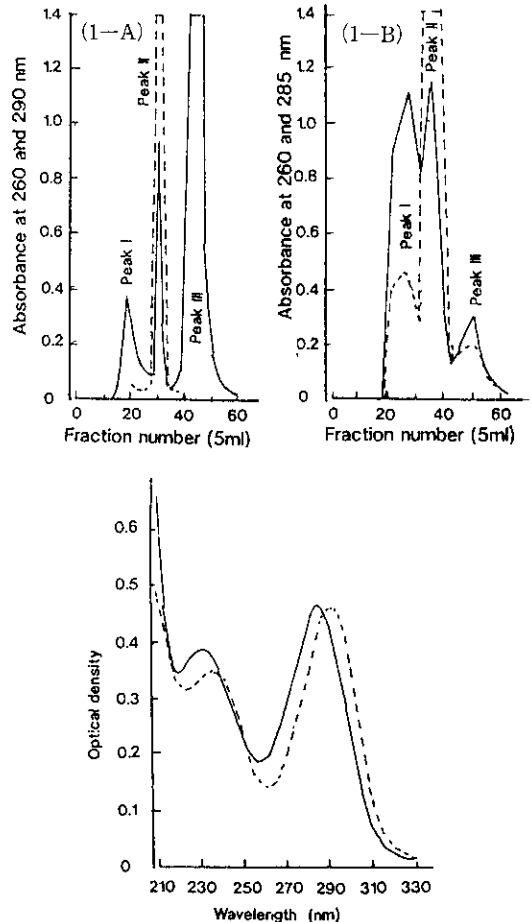 (1—A)
Absorbance at 260 ahd 290 nm
1.4
1.2
1.0
0.8
0.6
0.4
0.2
0
Peak I
Peak II
Peak III
0 20 40 60
Fraction number (5ml)
(1—B)
Absorbance at 260 and 285 nm
1.4
1.2
1.0
0.8
0.6
0.4
0.2
0
Peak I
Peak II
Peak III
0 20 40 60
Fraction number (5ml)
Optical density
0.6
0.5
0.4
0.3
0.2
0.1
0
210 230 250 270 290 310 330
Wavelength (nm)